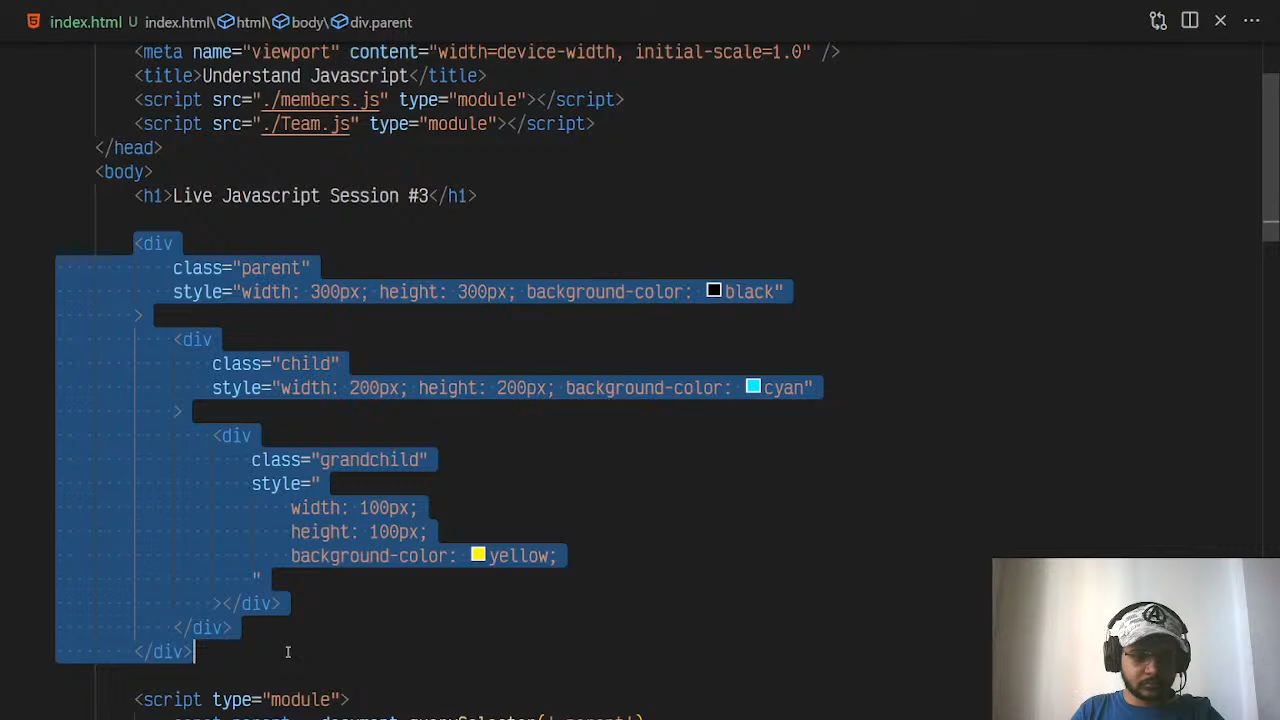 index.html U index.html\html\body\div.parent
<meta name="viewport" content="width=device-width, initial-scale=1.0" />
<title>Understand Javascript</title>
<script src="./members.js" type="module"></script>
<script src="./Team.js" type="module"></script>
</head>
<body>
<h1>Live Javascript Session #3</h1>
<div
class="parent"
style="width: 300px; height: 300px; background-color: black"
>
<div
class="child"
style="width: 200px; height: 200px; background-color: cyan"
>
<div
class="grandchild"
style="
width: 100px;
height: 100px;
background-color: yellow;
"
></div>
</div>
</div>
<script type="module">